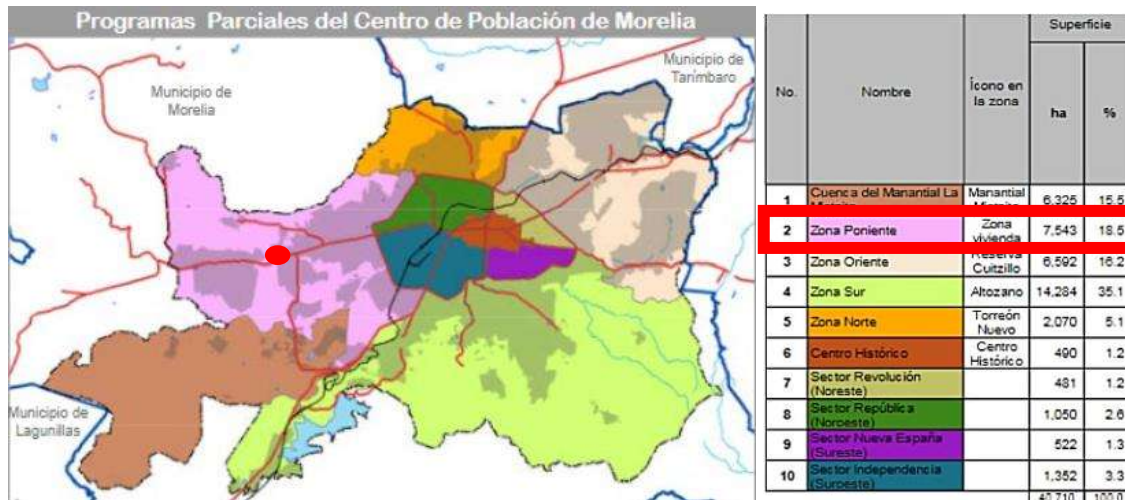 Programas Parciales del Centro de Población de Morelia
Municipio de
Morelia
Municipio de
Tarímbaro
Municipio de
Lagunillas
No.
Nombre
Ícono en
la zona
Superficie
ha
%
1 Cuenca del Manantial La Manantial 6,325 15.5
2 Zona Poniente Zona vivienda 7,543 18.5
3 Zona Oriente Reserva Cuitzillo 6,592 16.2
4 Zona Sur Altozano 14,284 35.1
5 Zona Norte Torreón Nuevo 2,070 5.1
6 Centro Histórico Centro Histórico 490 1.2
7 Sector Revolución (Noreste) 481 1.2
8 Sector República (Noroeste) 1,050 2.6
9 Sector Nueva España (Sureste) 522 1.3
10 Sector Independencia (Suroeste) 1,352 3.3
40,710 100.0